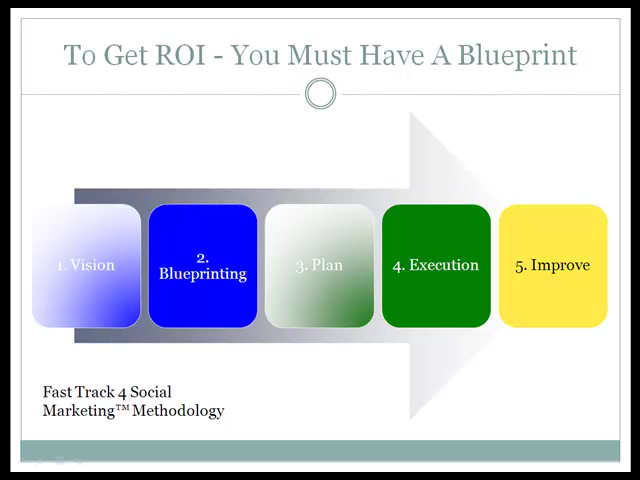 To Get ROI - You Must Have A Blueprint
1. Vision
2.
Blueprinting
3. Plan
4. Execution
5. Improve
Fast Track 4 Social
Marketing™ Methodology